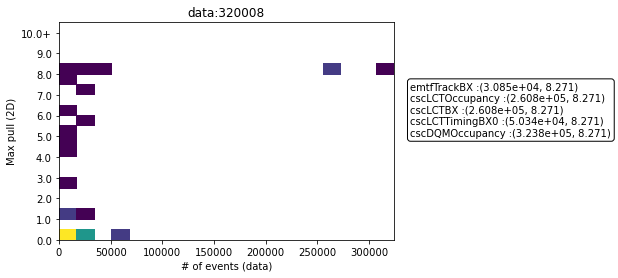 data:320008
10.0+
9.0
8.0
7.0
6.0
5.0
4.0
3.0
2.0
1.0
0.0
Max pull (2D)
0 50000 100000 150000 200000 250000 300000
# of events (data)
emtfTrackBX :(3.085e+04, 8.271)
cscLCTOccupancy :(2.608e+05, 8.271)
cscLCTBX :(2.608e+05, 8.271)
cscLCTTimingBX0 :(5.034e+04, 8.271)
cscDQMOccupancy :(3.238e+05, 8.271)